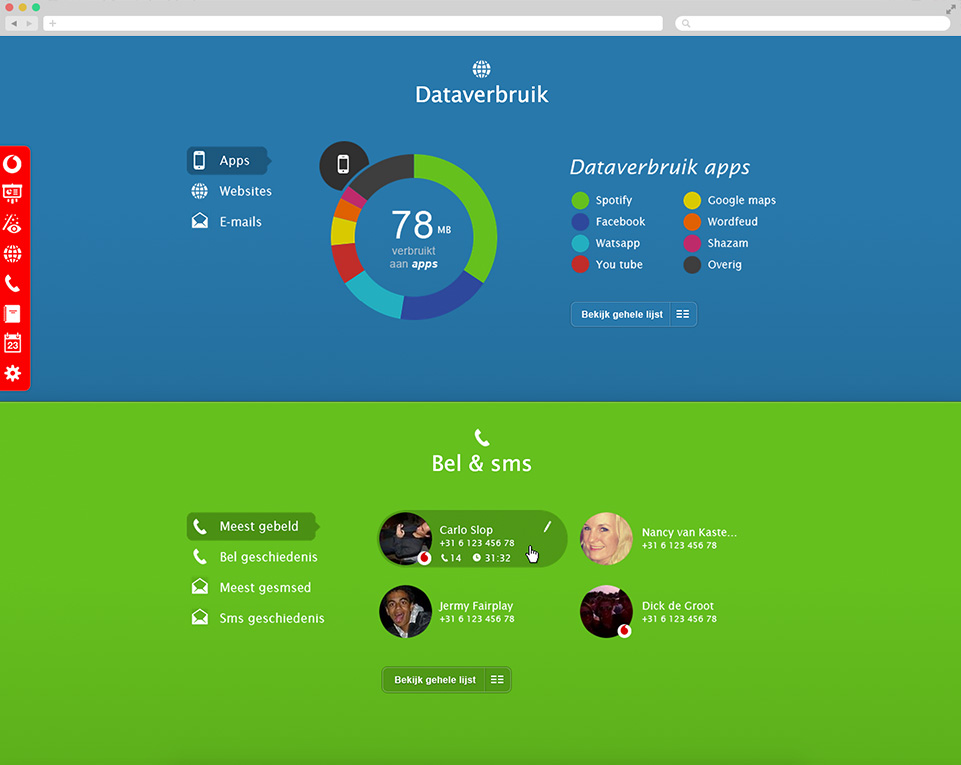 Dataverbruik
Apps
Websites
E-mails
78 MB
verbruikt
aan apps
Dataverbruik apps
Spotify
Google maps
Facebook
Wordfeud
Watsapp
Shazam
You tube
Overig
Bekijk gehele lijst
23
Bel & sms
Meest gebeld
Bel geschiedenis
Meest gesmsed
Sms geschiedenis
Carlo Slop
+31 6 123 456 78
14 31:32
Nancy van Kaste...
+31 6 123 456 78
Jermy Fairplay
+31 6 123 456 78
Dick de Groot
+31 6 123 456 78
Bekijk gehele lijst